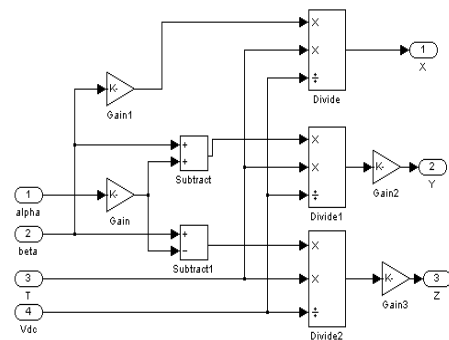 X
X
÷
Divide
1
X
K-
Gain1
+
+
Subtract
X
X
÷
Divide1
K-
Gain2
2
Y
1
alpha
K-
Gain
2
beta
+
−
Subtract1
X
X
÷
Divide2
3
T
K-
Gain3
3
Z
4
Vdc